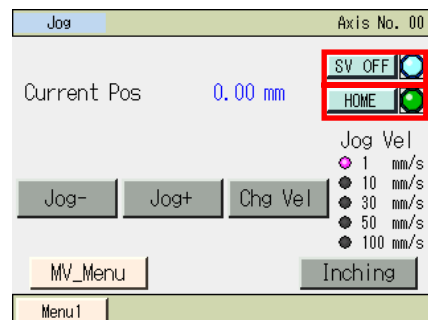 Jog Axis No. 00
SV OFF
Current Pos 0.00 mm
HOME
Jog Vel
1 mm/s
10 mm/s
Jog- Jog+ Chg Vel
30 mm/s
50 mm/s
100 mm/s
MV_Menu Inching
Menu1